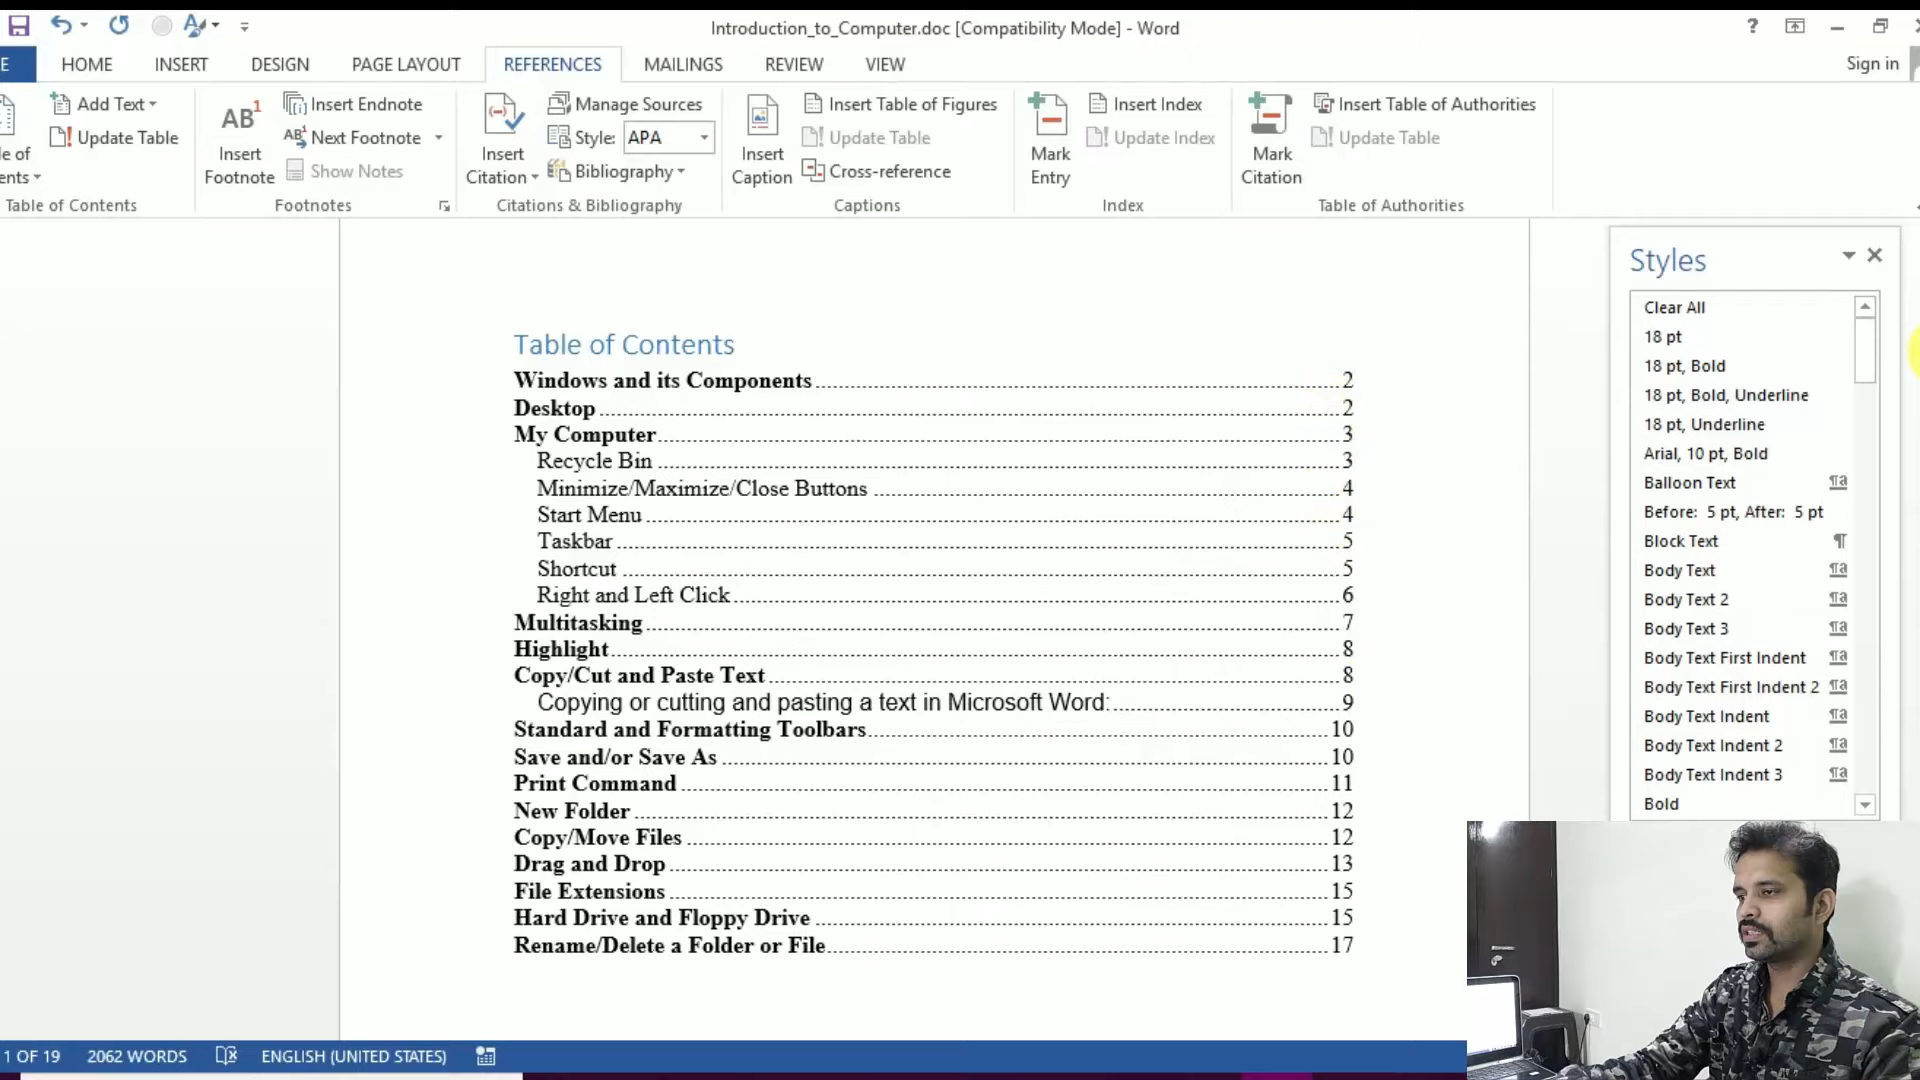 Introduction_to_Computer.doc [Compatibility Mode] - Word
?
HOME INSERT DESIGN PAGE LAYOUT REFERENCES MAILINGS REVIEW VIEW
Sign in
Add Text
Update Table
Table of Contents
AB1
Insert
Footnote
Insert Endnote
Next Footnote
Show Notes
Footnotes
Insert
Citation
Manage Sources
Style: APA
Bibliography
Citations & Bibliography
Insert
Caption
Insert Table of Figures
Update Table
Cross-reference
Captions
Mark
Entry
Insert Index
Update Index
Index
Mark
Citation
Insert Table of Authorities
Update Table
Table of Authorities
Table of Contents
Windows and its Components 2
Desktop 2
My Computer 3
Recycle Bin 3
Minimize/Maximize/Close Buttons 4
Start Menu 4
Taskbar 5
Shortcut 5
Right and Left Click 6
Multitasking 7
Highlight 8
Copy/Cut and Paste Text 8
Copying or cutting and pasting a text in Microsoft Word: 9
Standard and Formatting Toolbars 10
Save and/or Save As 10
Print Command 11
New Folder 12
Copy/Move Files 12
Drag and Drop 13
File Extensions 15
Hard Drive and Floppy Drive 15
Rename/Delete a Folder or File 17
Styles
Clear All
18 pt
18 pt, Bold
18 pt, Bold, Underline
18 pt, Underline
Arial, 10 pt, Bold
Balloon Text
Before: 5 pt, After: 5 pt
Block Text
Body Text
Body Text 2
Body Text 3
Body Text First Indent
Body Text First Indent 2
Body Text Indent
Body Text Indent 2
Body Text Indent 3
Bold
1 OF 19 2062 WORDS ENGLISH (UNITED STATES)